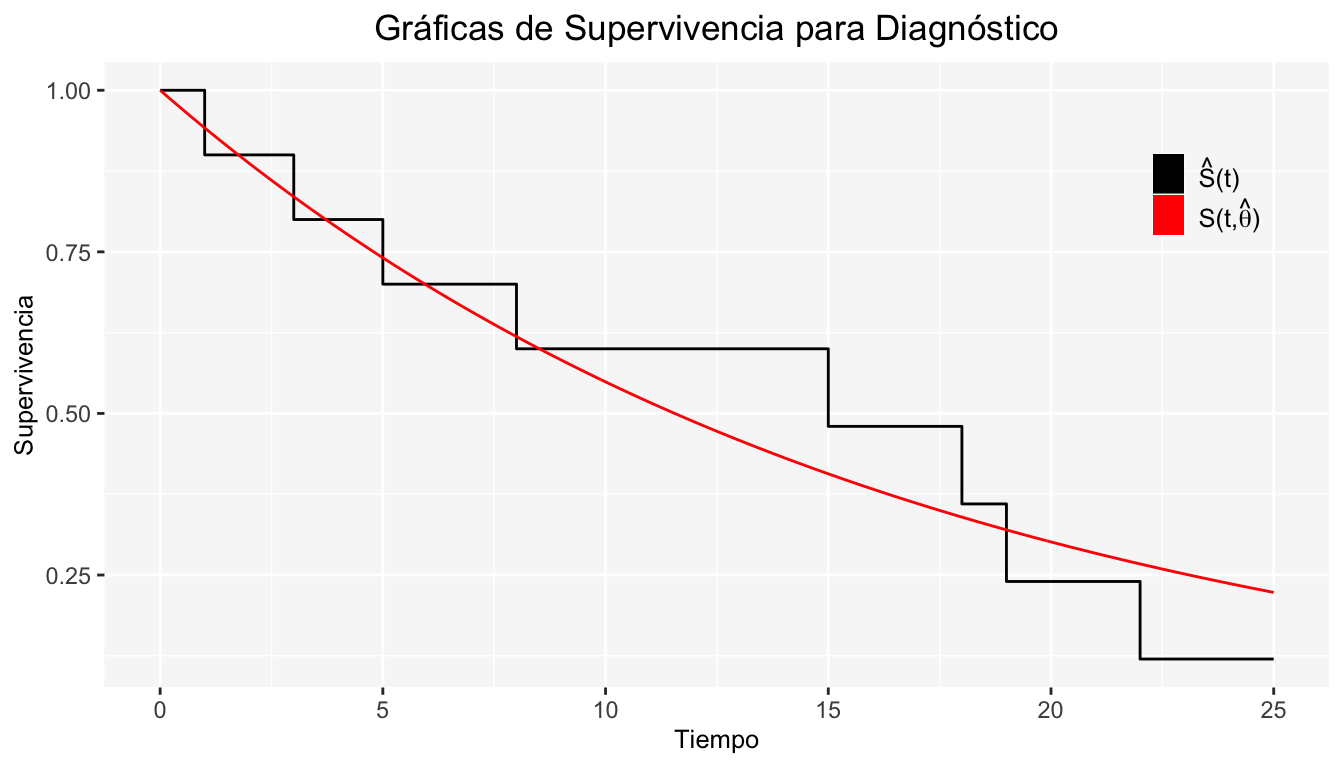 Gráficas de Supervivencia para Diagnóstico
1.00
0.75
0.50
0.25
Supervivencia
Ŝ(t)
S(t,θ̂)
0 5 10 15 20 25
Tiempo